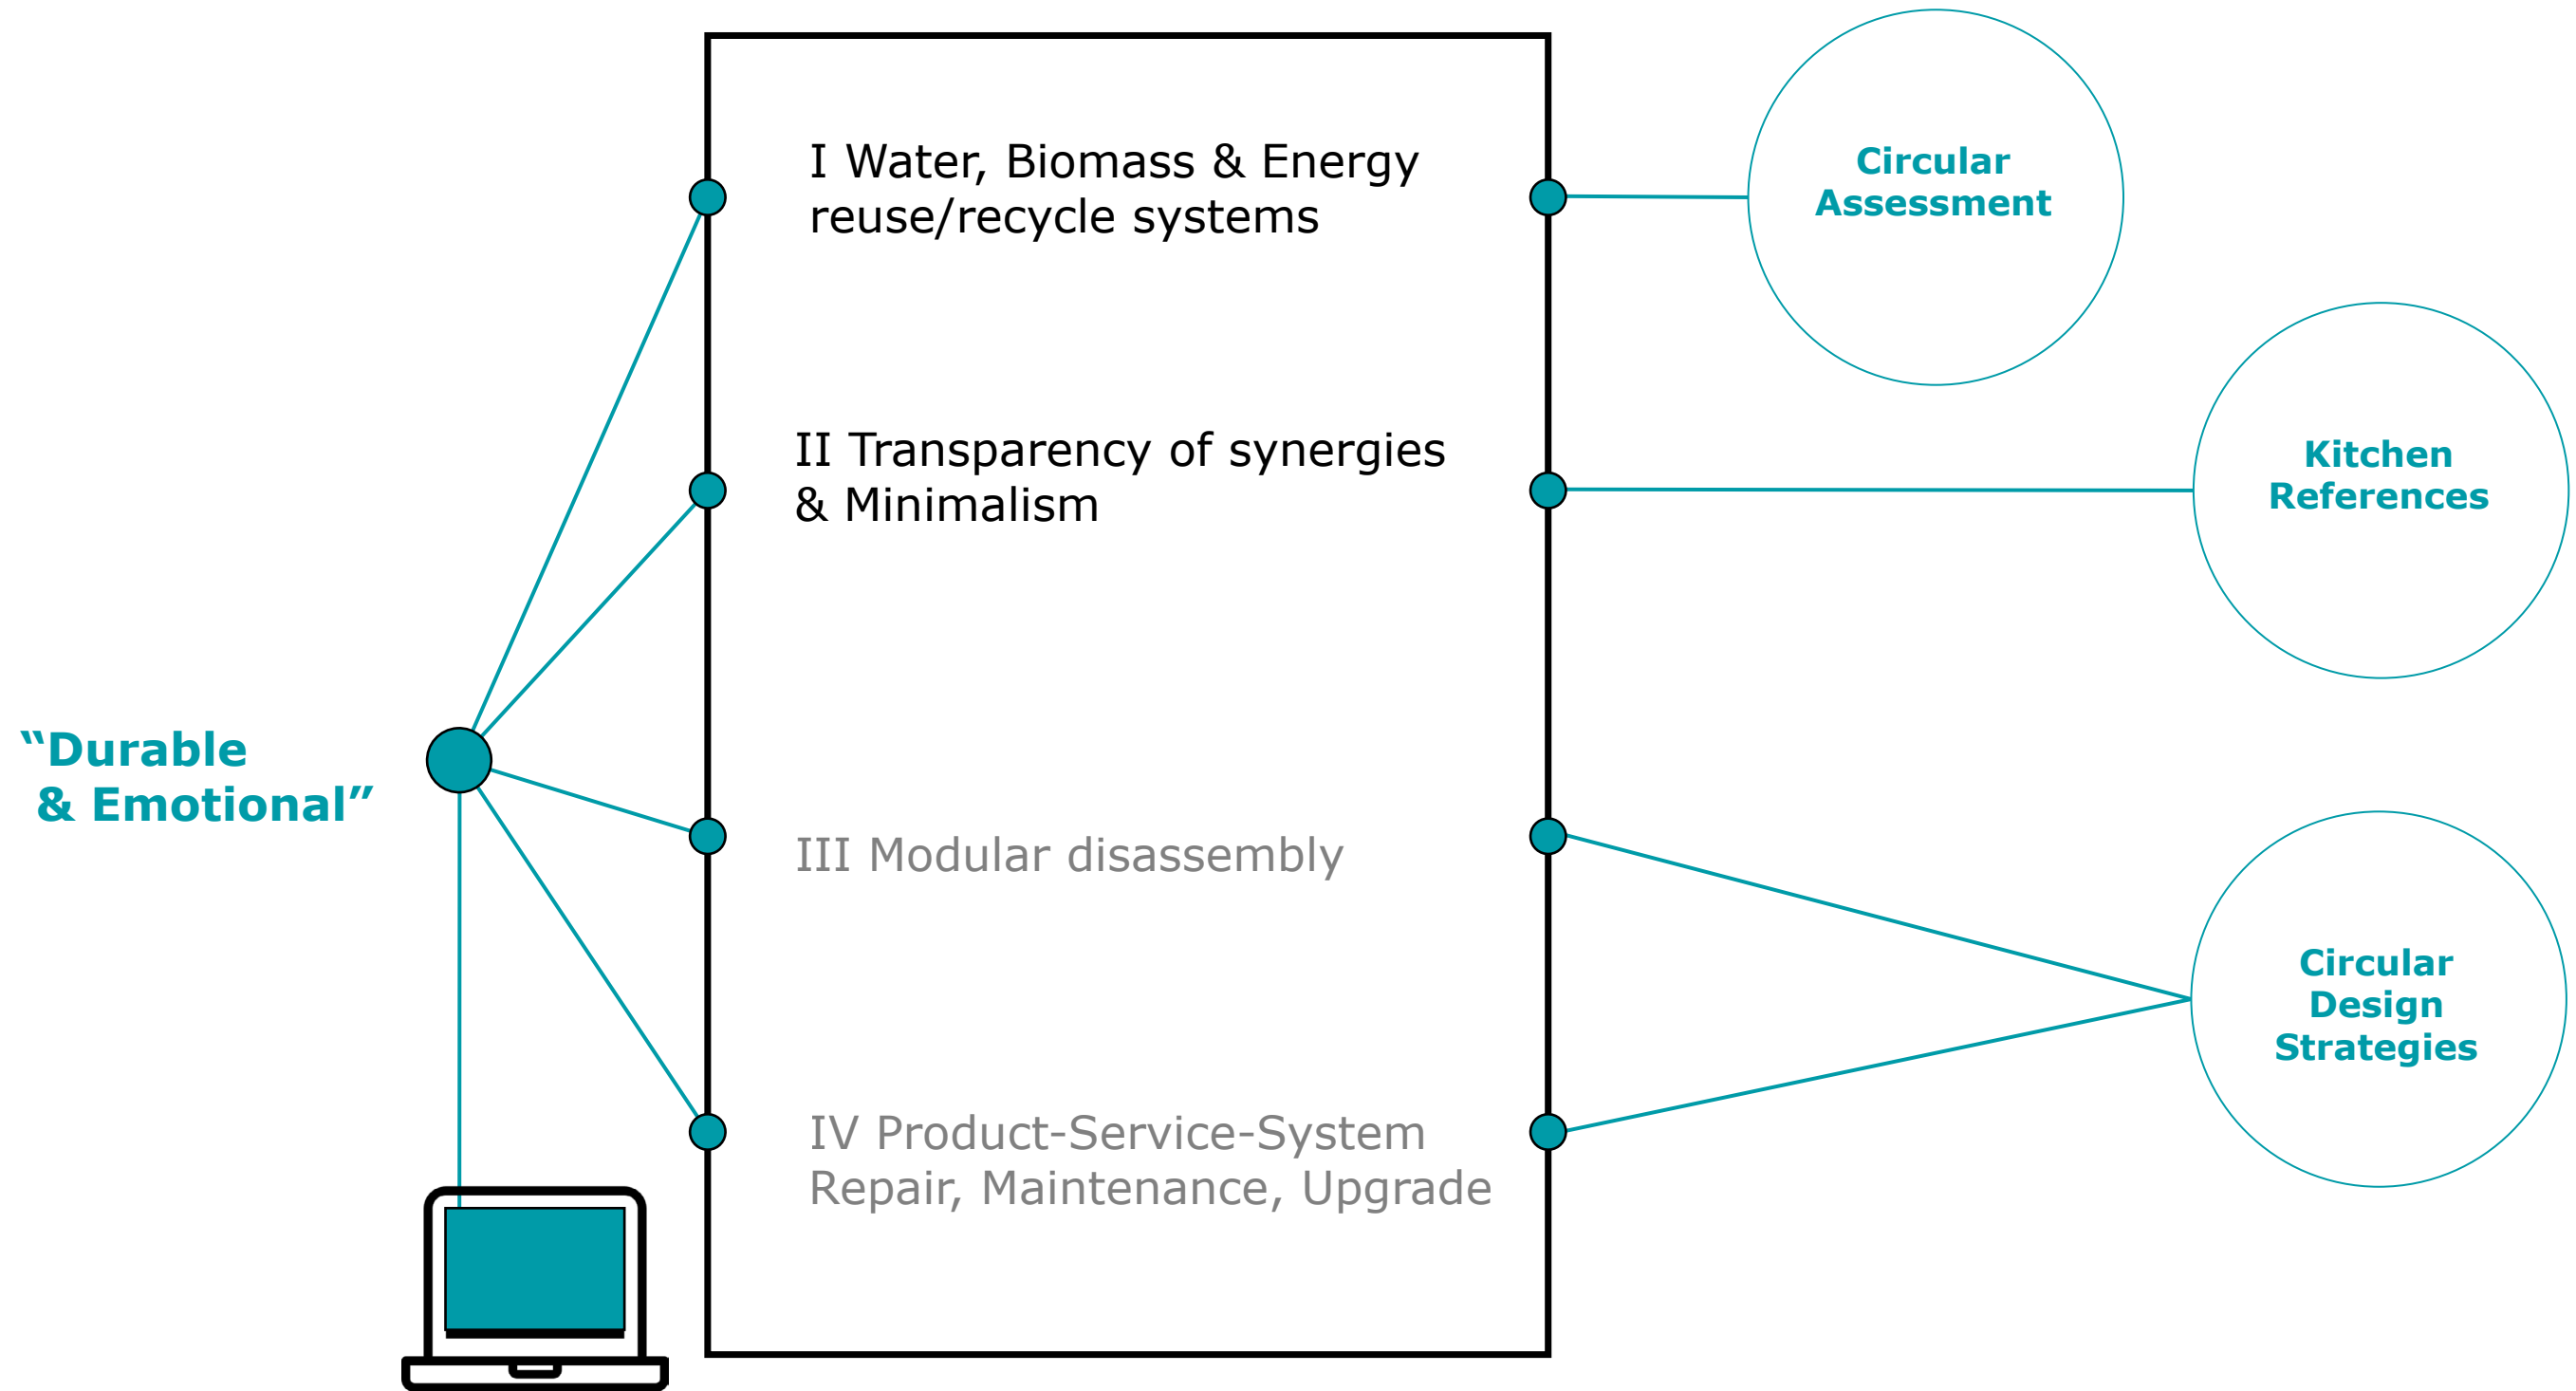 I Water, Biomass & Energy
reuse/recycle systems
Circular
Assessment
II Transparency of synergies
& Minimalism
Kitchen
References
“Durable
& Emotional”
III Modular disassembly
Circular
Design
Strategies
IV Product-Service-System
Repair, Maintenance, Upgrade